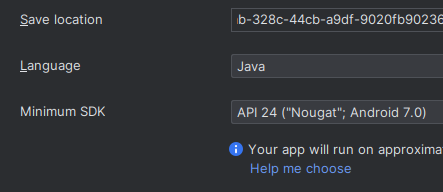 Save location
b-328c-44cb-a9df-9020fb90236
Language
Java
Minimum SDK
API 24 ("Nougat"; Android 7.0)
Your app will run on approxima
Help me choose